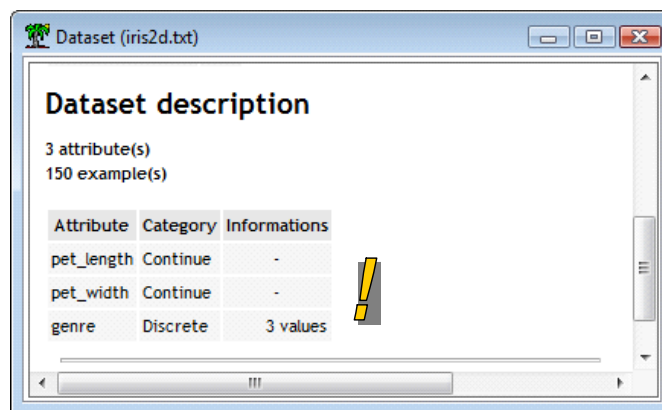 Dataset (iris2d.txt)
Dataset description
3 attribute(s)
150 example(s)
Attribute Category Informations
pet_length Continue -
pet_width Continue -
genre Discrete 3 values
!